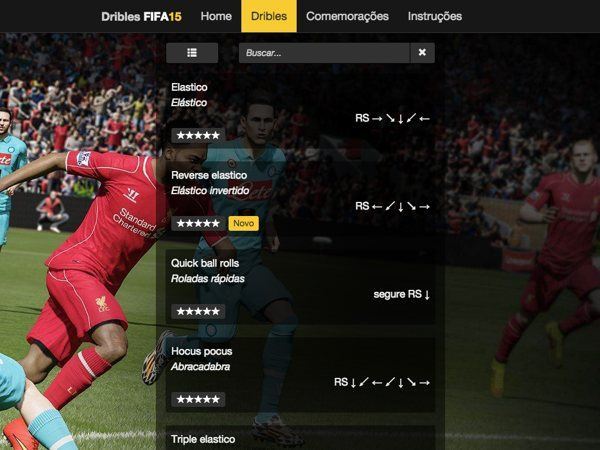 Dribles FIFA15 Home Dribles Comemorações Instruções
Buscar... ✖
Elastico
Elástico
RS → ↘ ↓ ↙ ←
★★★★★
Reverse elastico
Elástico invertido
RS ← ↙ ↓ ↘ →
★★★★★ Novo
Quick ball rolls
Roladas rápidas
segure RS ↓
★★★★★
Hocus pocus
Abracadabra
RS ↓ ↙ ← ↙ ↓ ↘ →
★★★★★
Triple elastico
Standard
Chartered